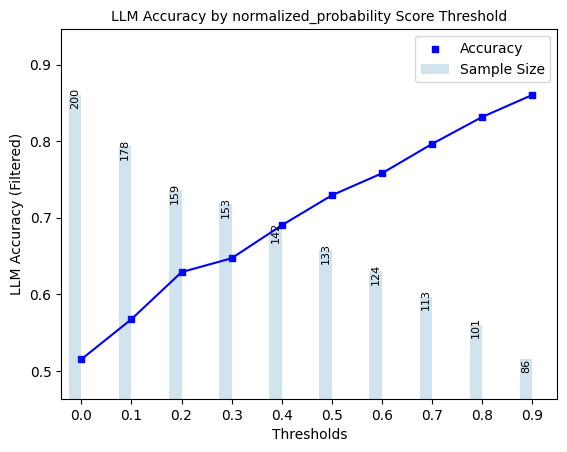 LLM Accuracy by normalized_probability Score Threshold
Accuracy
Sample Size
LLM Accuracy (Filtered)
0.9
0.8
0.7
0.6
0.5
200
178
159
153
142
133
124
113
101
86
0.0 0.1 0.2 0.3 0.4 0.5 0.6 0.7 0.8 0.9
Thresholds